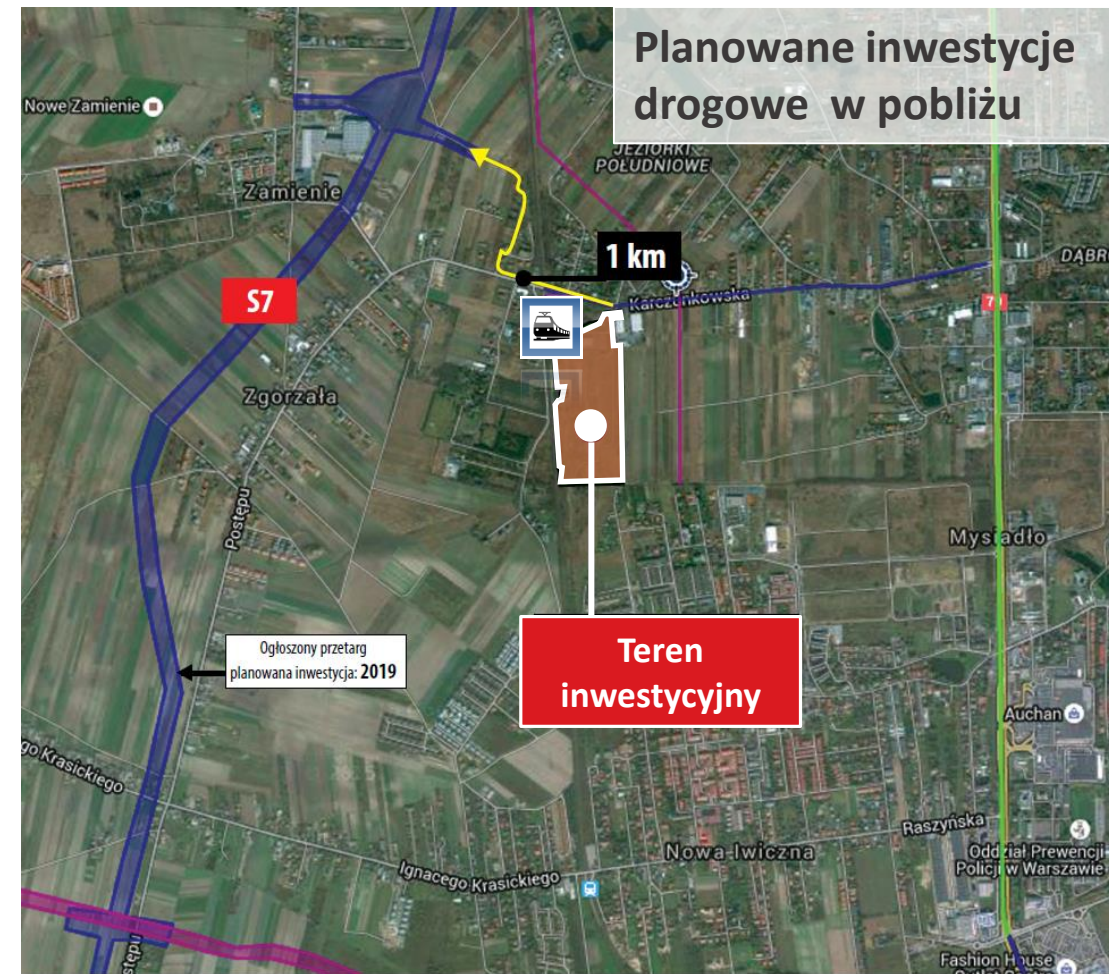 Planowane inwestycje
drogowe w pobliżu
Nowe Zamienie
JEZIORKI
POŁUDNIOWE
Zamienie
1 km
DĄBR
S7
Karczunkowska
79
Zgorzała
Postępu
Mysiadło
Ogłoszony przetarg
planowana inwestycja: 2019
Teren
inwestycyjny
Auchan
go Krasickiego
Raszyńska
Nowa Iwiczna
Oddział Prewencji
Policji w Warszawie
Ignacego Krasickiego
stępu
Fashion House